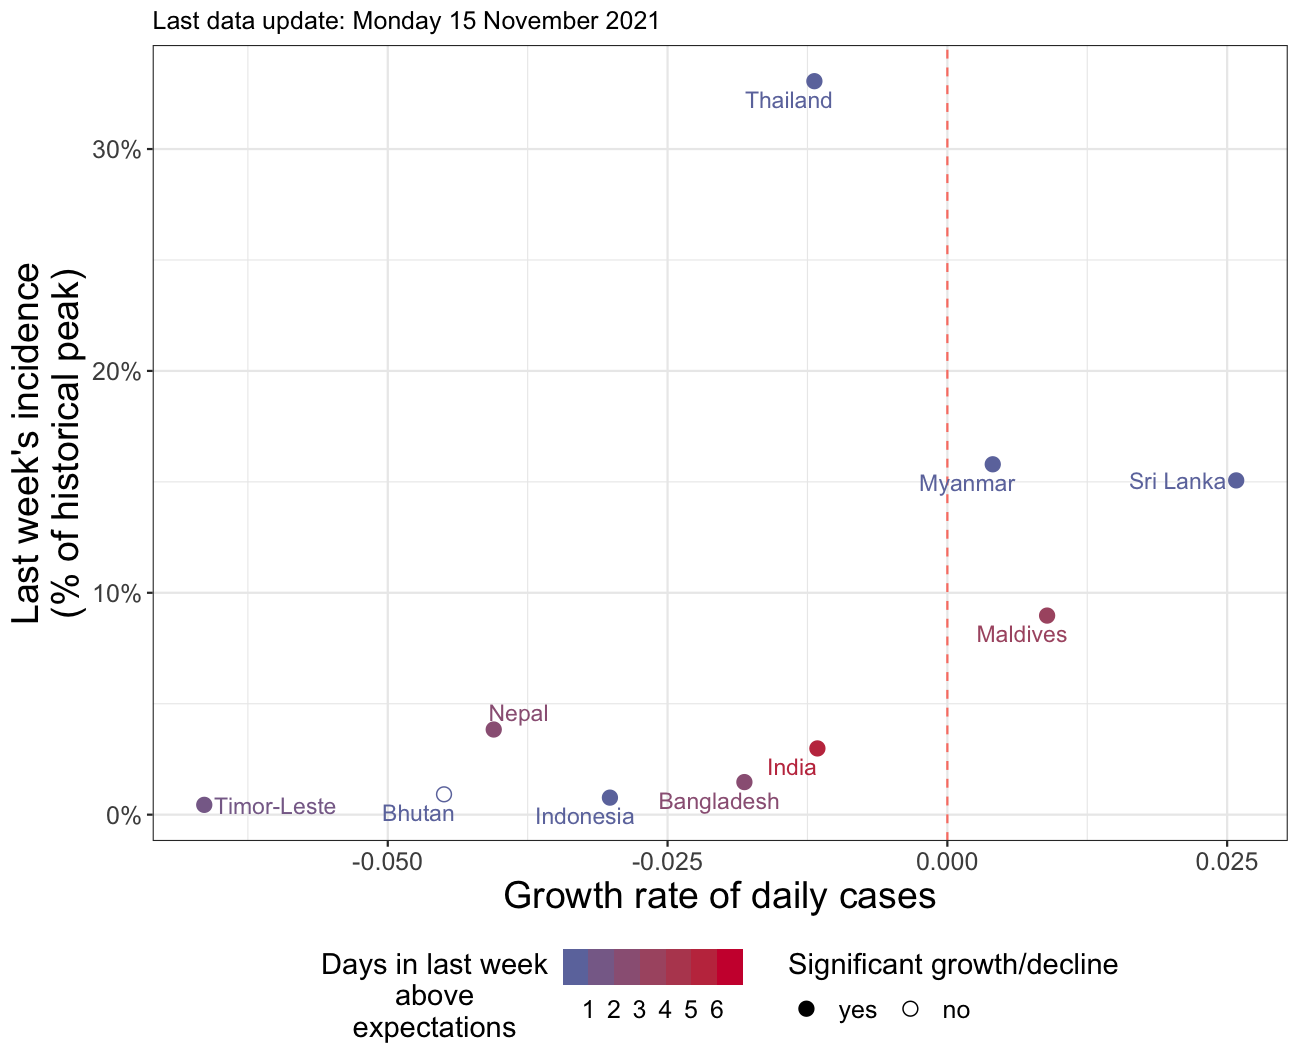 Last data update: Monday 15 November 2021
Last week's incidence
(% of historical peak)
30%
20%
10%
0%
Thailand
Myanmar
Sri Lanka
Maldives
Nepal
India
Bangladesh
Timor-Leste
Bhutan
Indonesia
-0.050
-0.025
0.000
0.025
Growth rate of daily cases
Days in last week
above
expectations
1 2 3 4 5 6
Significant growth/decline
yes
no